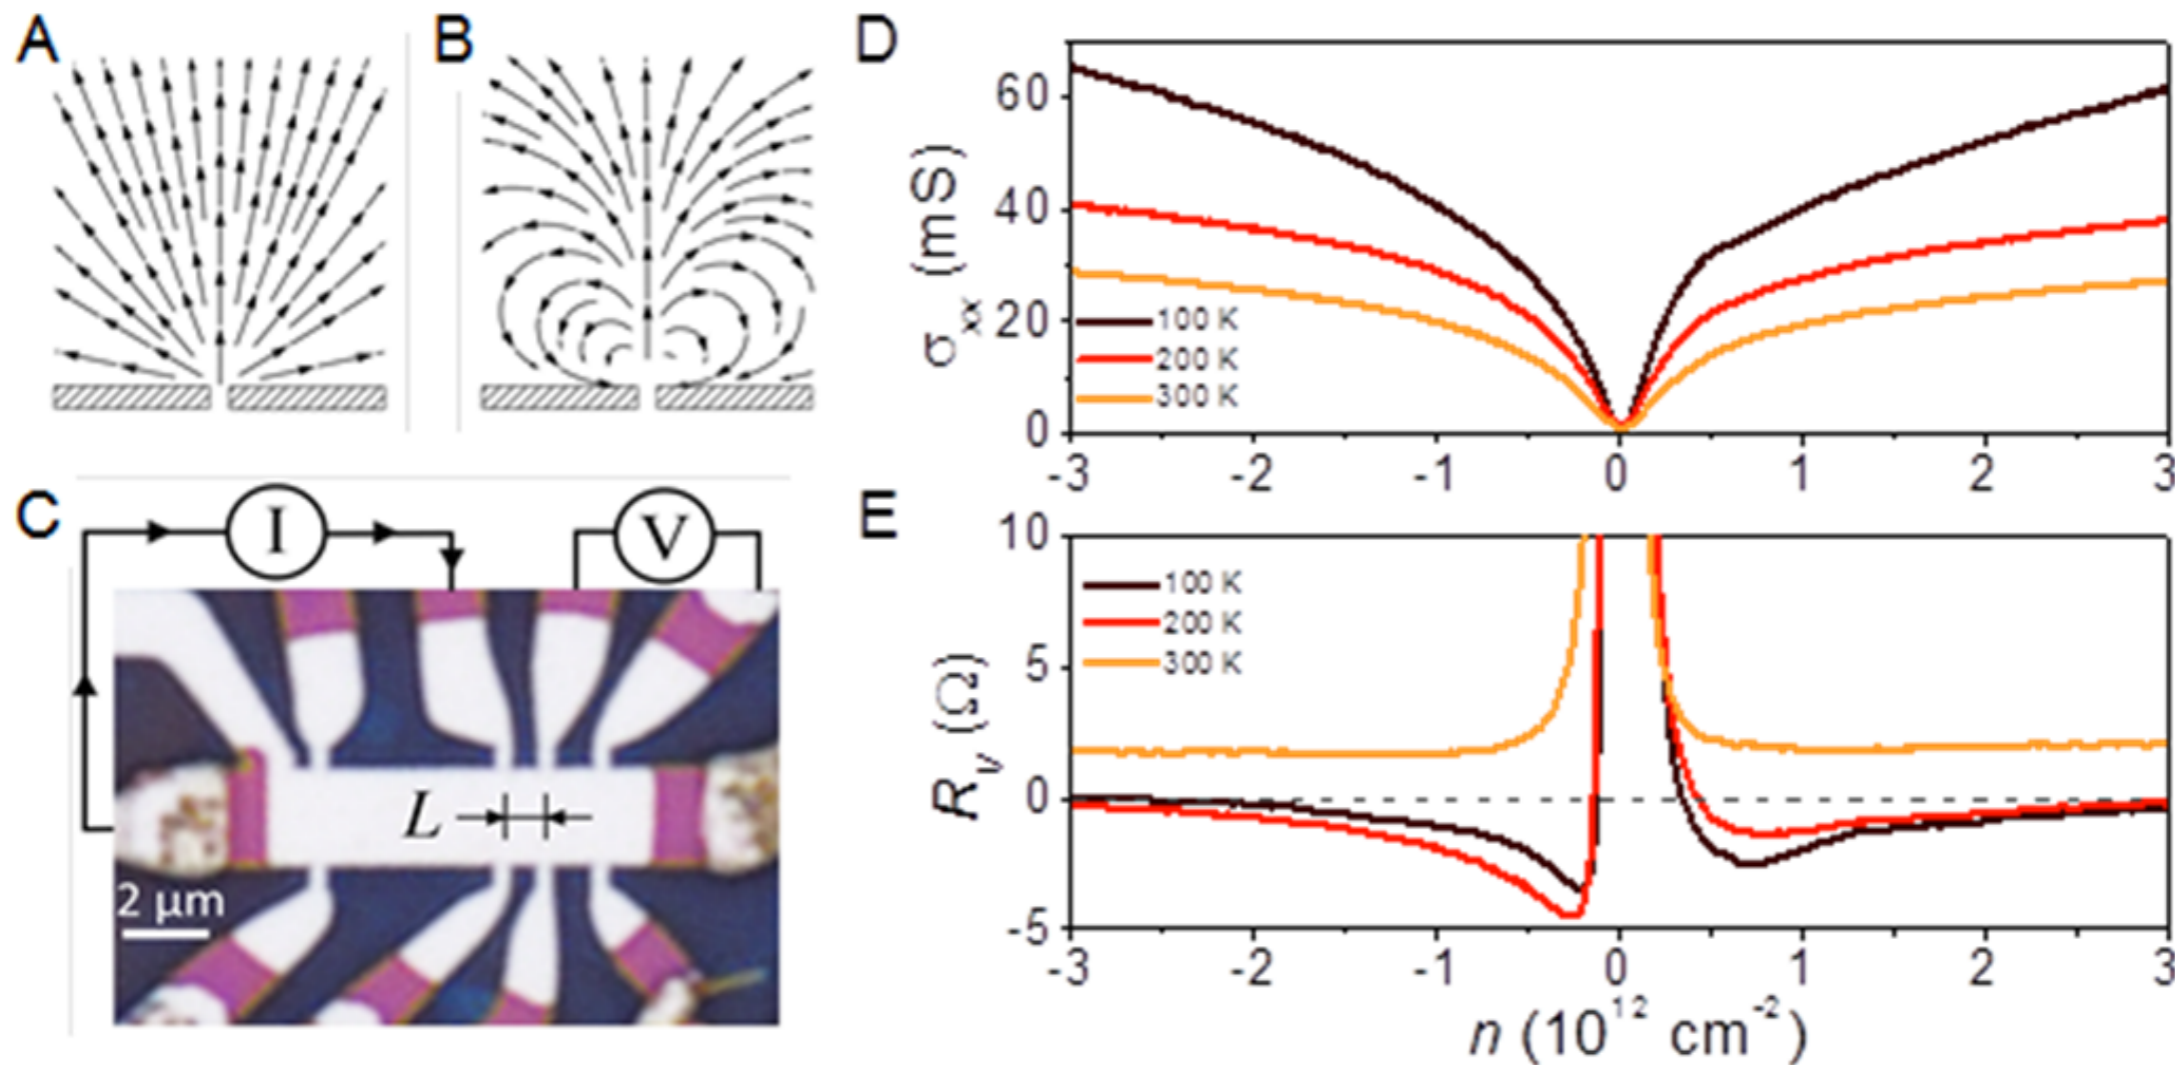 A
B
D
σxx (mS)
60
40
20
0
100 K
200 K
300 K
-3 -2 -1 0 1 2 3
C
I
V
L
2 μm
E
RV (Ω)
10
5
0
-5
100 K
200 K
300 K
-3 -2 -1 0 1 2 3
n (10¹² cm⁻²)